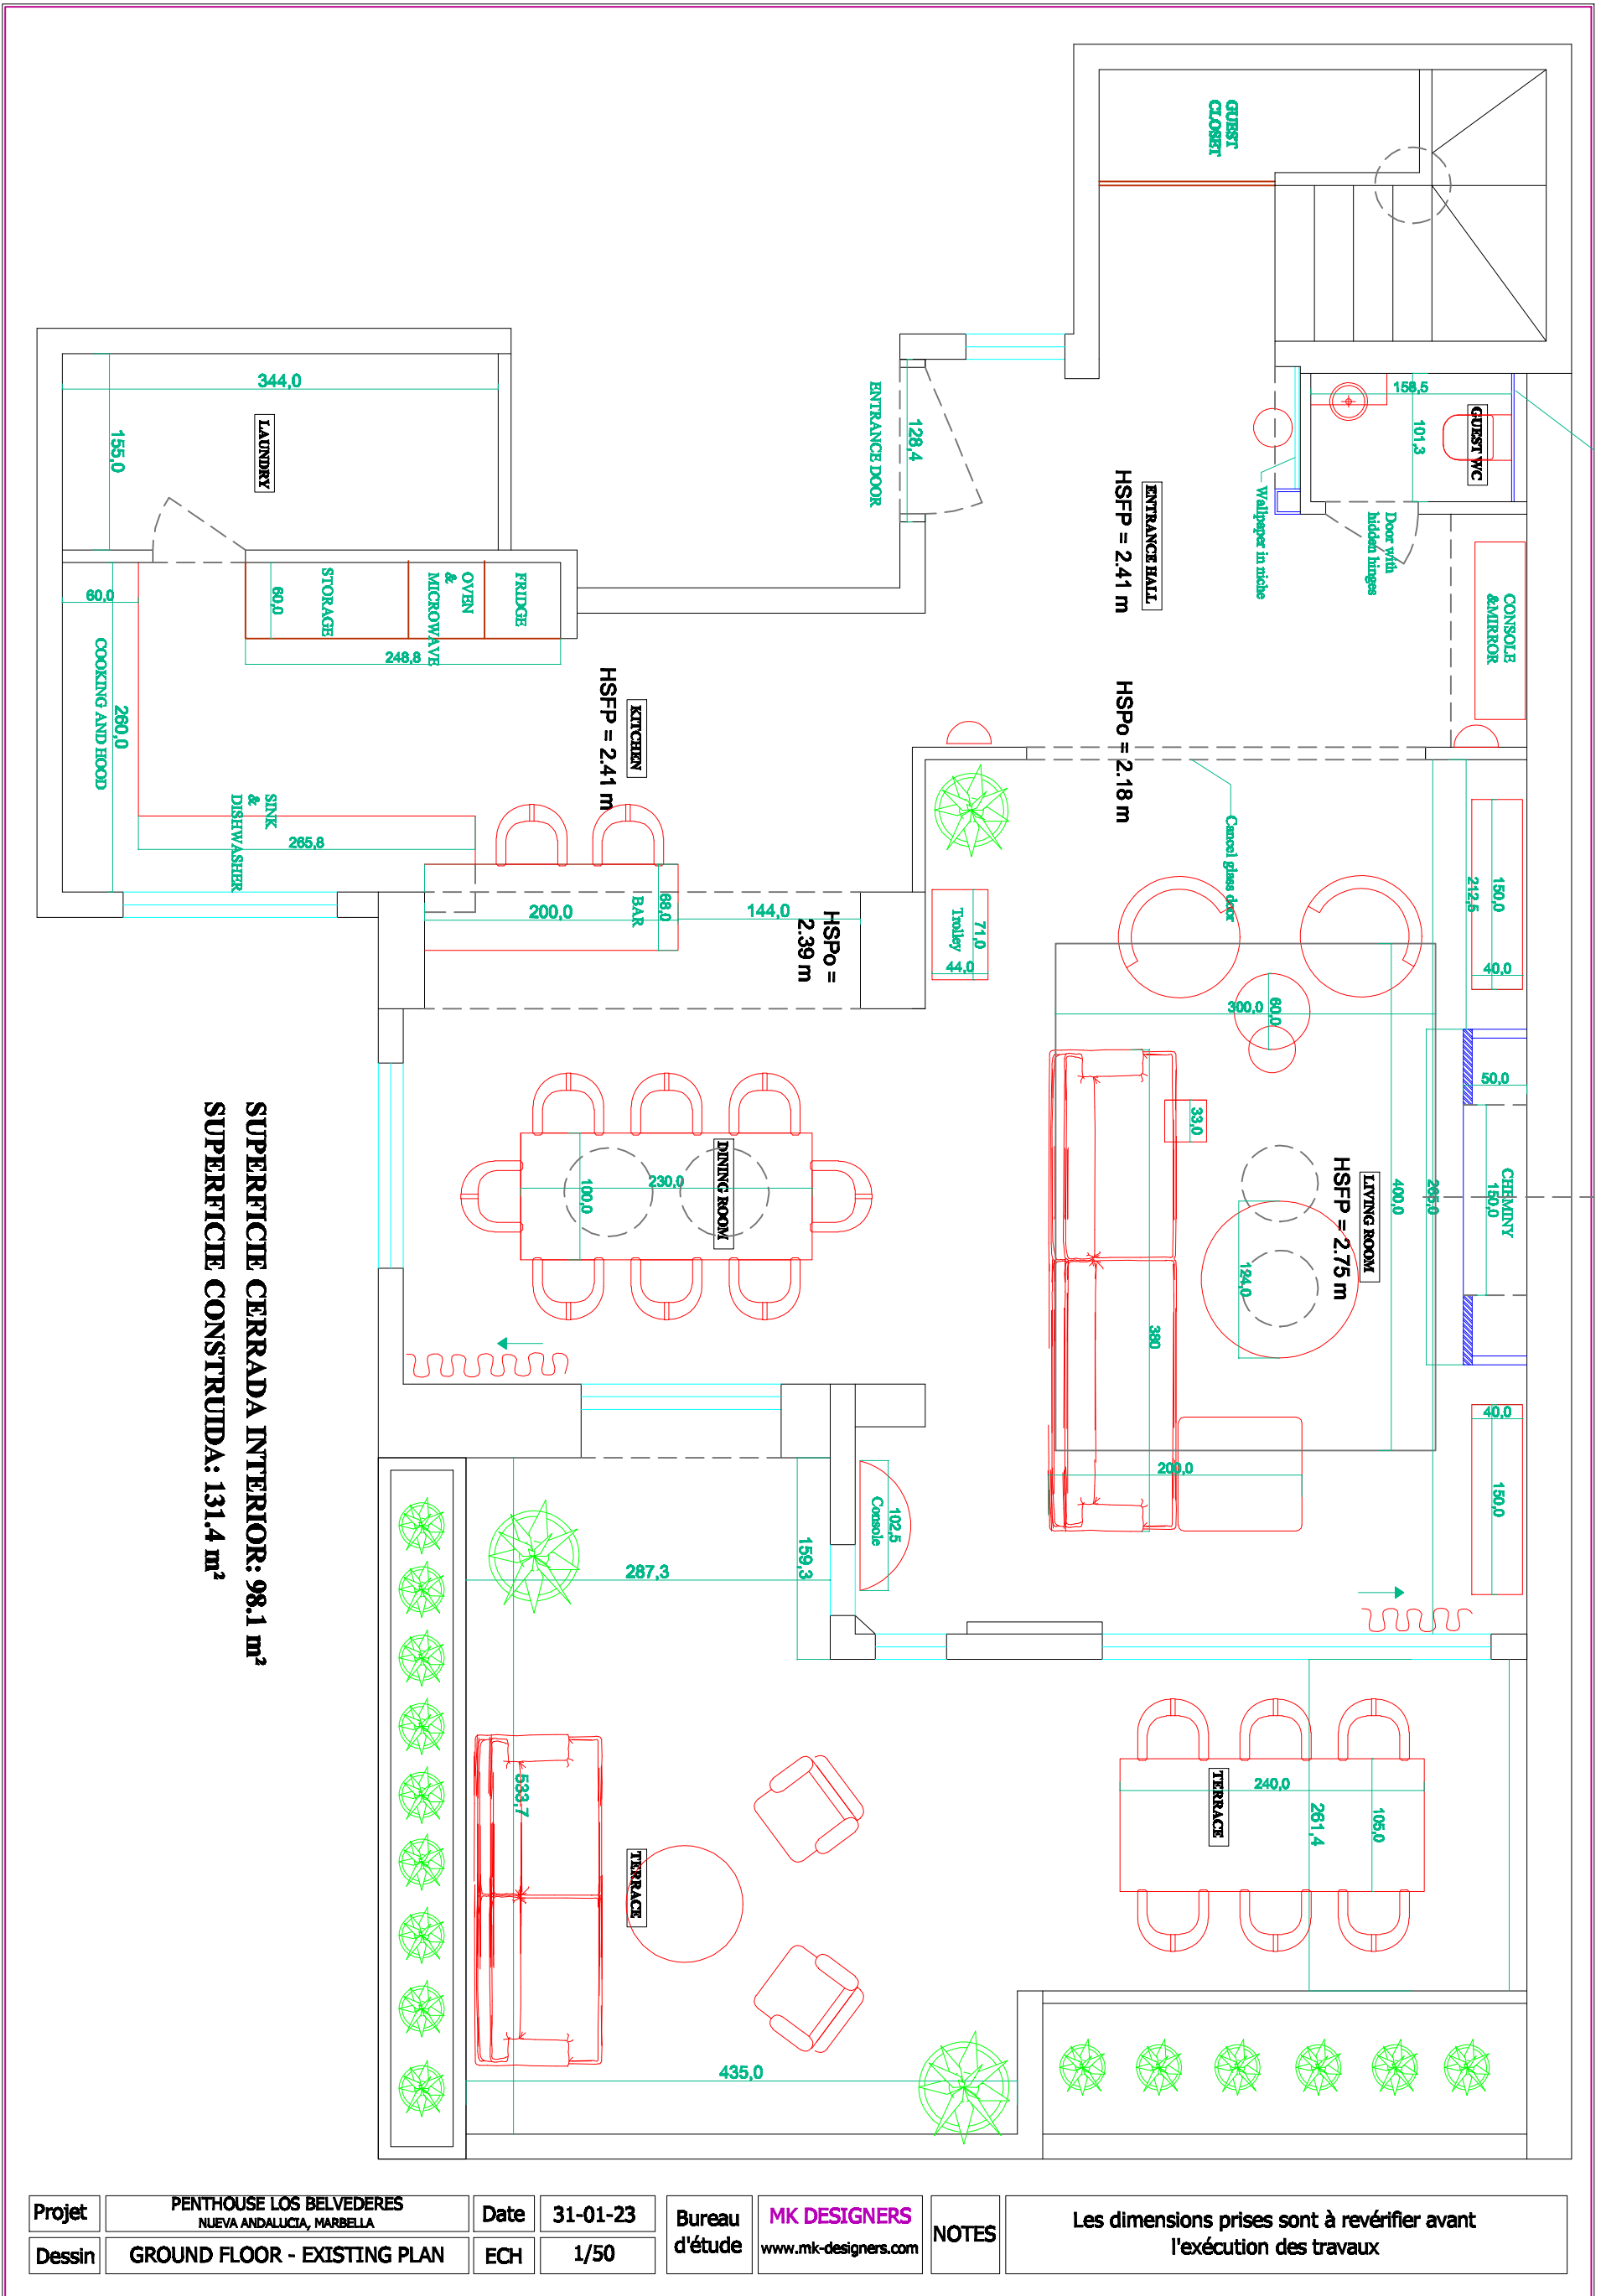 GUEST
CLOSET
344,0
155,0
LAUNDRY
ENTRANCE DOOR
128,4
ENTRANCE HALL
HSFP = 2.41 m
Wallpaper in niche
158,5
101,3
GUEST WC
Door with
hidden hinges
CONSOLE
&MIRROR
60,0
COOKING AND HOOD
260,0
STORAGE
60,0
OVEN
&
MICROWAVE
FRIDGE
248,8
KITCHEN
HSFP = 2.41 m
HSPo = 2.18 m
SINK
&
DISHWASHER
265,8
BAR
68,0
200,0
144,0
HSPo =
2.39 m
Trolley
71,0
44,0
Cancel glass door
212,5
150,0
40,0
300,0
60,0
50,0
33,0
CHEMINY
150,0
265,0
400,0
LIVING ROOM
HSFP = 2.75 m
124,0
380
200,0
40,0
150,0
DINING ROOM
230,0
100,0
Console
102,5
159,3
287,3
533,7
TERRACE
435,0
TERRACE
240,0
261,4
105,0
SUPERFICIE CERRADA INTERIOR: 98.1 m²
SUPERFICIE CONSTRUIDA: 131.4 m²
Projet
PENTHOUSE LOS BELVEDERES
NUEVA ANDALUCIA, MARBELLA
Date
31-01-23
Dessin
GROUND FLOOR - EXISTING PLAN
ECH
1/50
Bureau
d'étude
MK DESIGNERS
www.mk-designers.com
NOTES
Les dimensions prises sont à revérifier avant
l'exécution des travaux